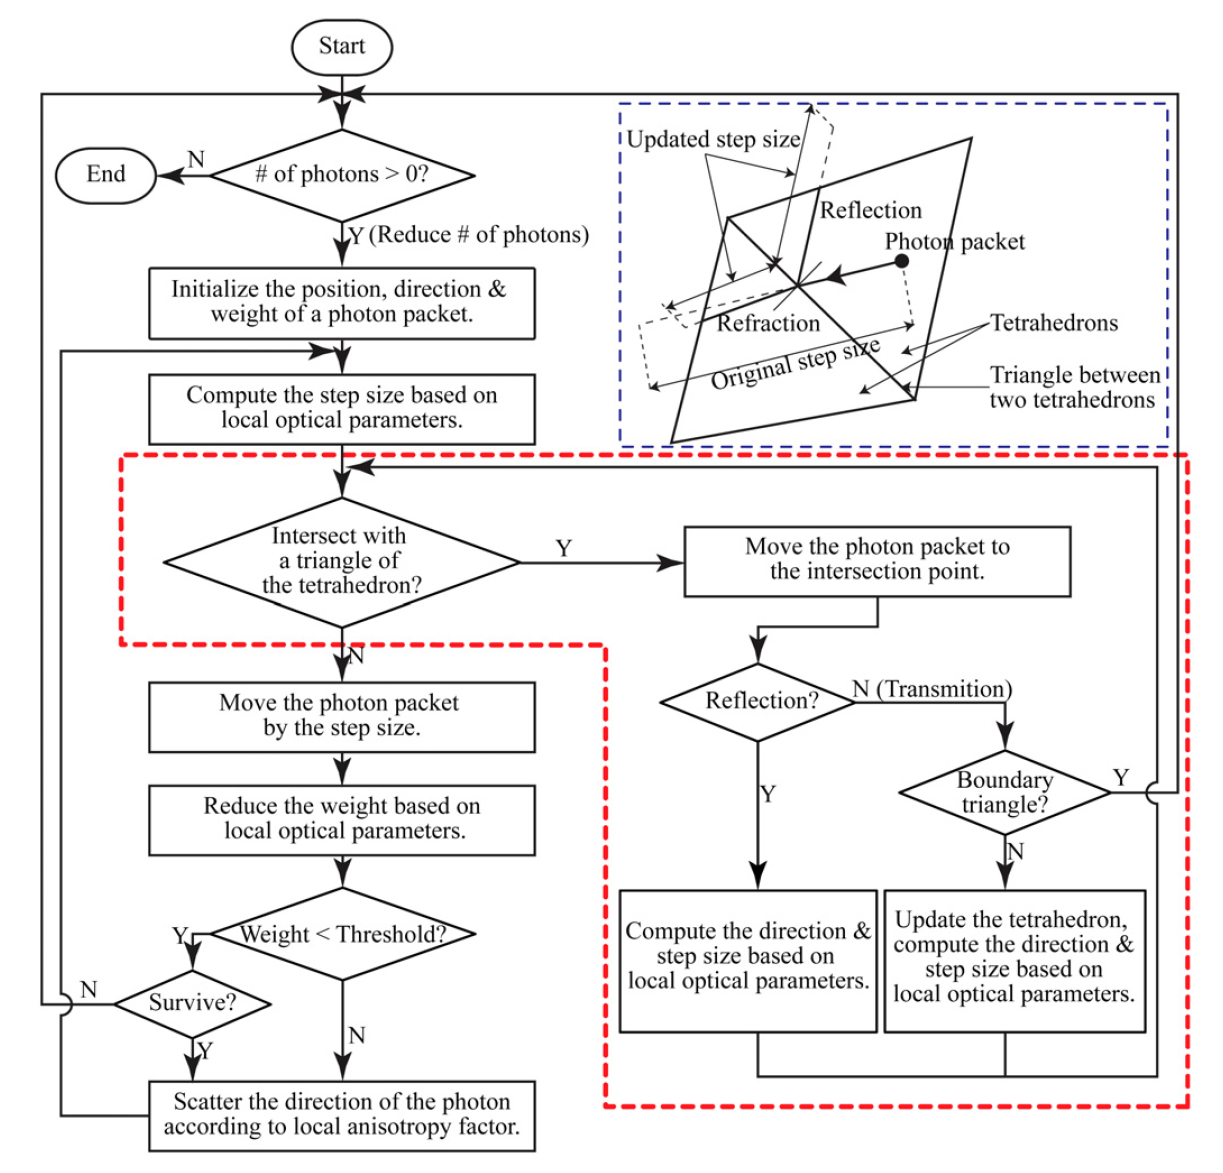 Start
End
N
# of photons > 0?
Y (Reduce # of photons)
Initialize the position, direction &
weight of a photon packet.
Compute the step size based on
local optical parameters.
Updated step size
Reflection
Photon packet
Refraction
Original step size
Tetrahedrons
Triangle between
two tetrahedrons
Intersect with
a triangle of
the tetrahedron?
Y
Move the photon packet to
the intersection point.
N
Move the photon packet
by the step size.
Reflection?
N (Transmition)
Boundary
triangle?
Y
Y
N
Reduce the weight based on
local optical parameters.
Weight < Threshold?
Y
N
Survive?
Y
N
Compute the direction &
step size based on
local optical parameters.
Update the tetrahedron,
compute the direction &
step size based on
local optical parameters.
Scatter the direction of the photon
according to local anisotropy factor.